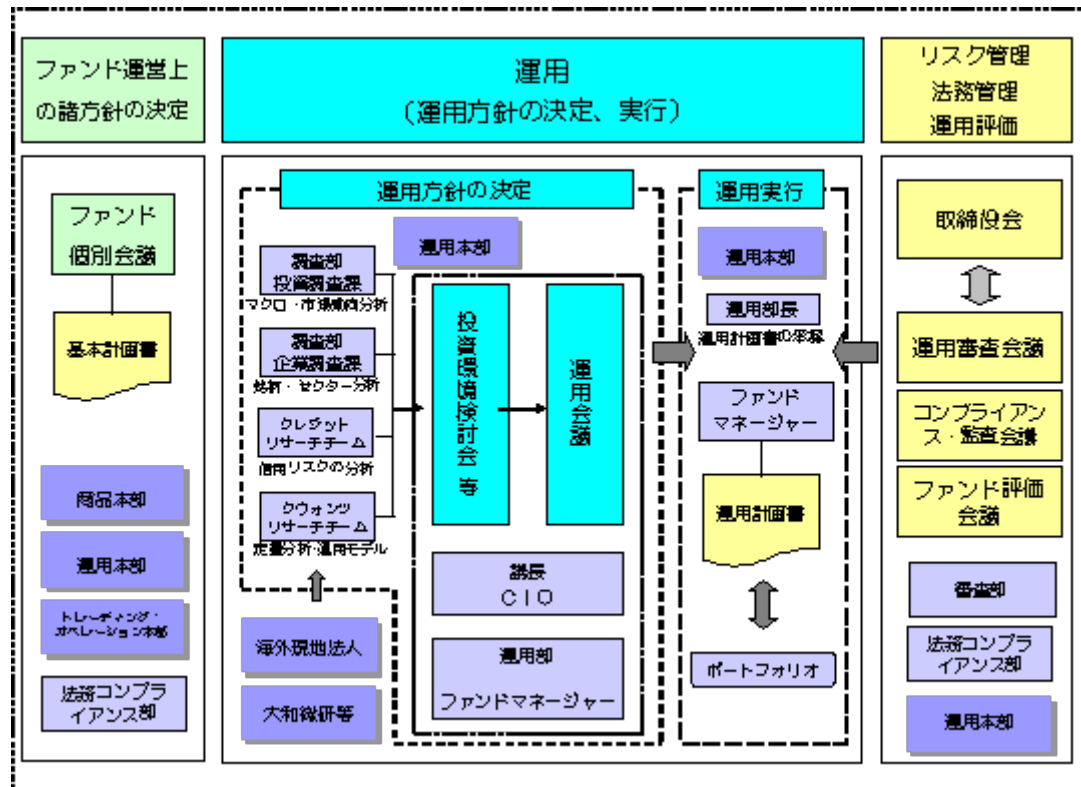 ファンド運営上
の諸方針の決定
運用
(運用方針の決定、実行)
リスク管理
法務管理
運用評価
ファンド
個別会議
基本計画書
商品本部
運用本部
トレーディング・
オペレーション本部
法務コンプラ
イアンス部
運用方針の決定
運用本部
調査部
投資調査課
マクロ・市場動向分析
調査部
企業調査課
銘柄・セクター分析
クレジット
リサーチチーム
信用リスクの分析
クウォンツ
リサーチチーム
定量分析・運用モデル
海外現地法人
大和総研等
投資環境検討会 等
運用会議
議長
CIO
運用部
ファンドマネージャー
運用実行
運用本部
運用部長
運用計画書の承認
ファンド
マネージャー
運用計画書
ポートフォリオ
取締役会
運用審査会議
コンプライアン
ス・監査会議
ファンド評価
会議
審査部
法務コンプラ
イアンス部
運用本部